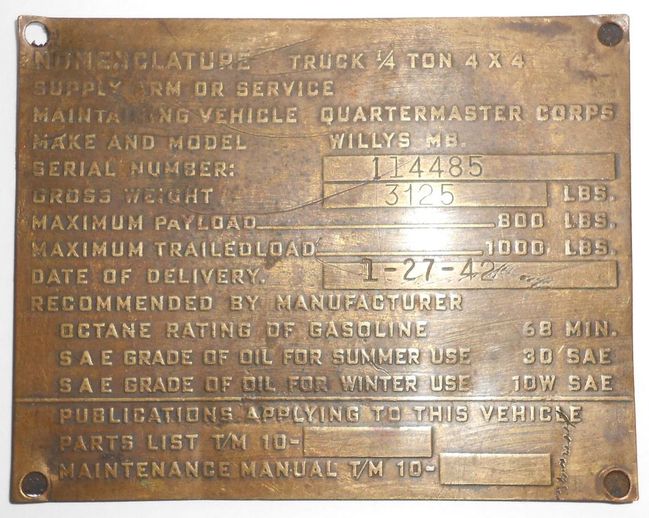 NOMENCLATURE TRUCK ¼ TON 4 X 4
SUPPLY ARM OR SERVICE
MAINTAINING VEHICLE QUARTERMASTER CORPS
MAKE AND MODEL WILLYS MB.
SERIAL NUMBER: 114485
GROSS WEIGHT 3125 LBS.
MAXIMUM PAYLOAD 800 LBS.
MAXIMUM TRAILEDLOAD 1000 LBS.
DATE OF DELIVERY. 1-27-42
RECOMMENDED BY MANUFACTURER
OCTANE RATING OF GASOLINE 68 MIN.
S A E GRADE OF OIL FOR SUMMER USE 30 SAE
S A E GRADE OF OIL FOR WINTER USE 10W SAE
PUBLICATIONS APPLYING TO THIS VEHICLE
PARTS LIST T/M 10-
MAINTENANCE MANUAL T/M 10-